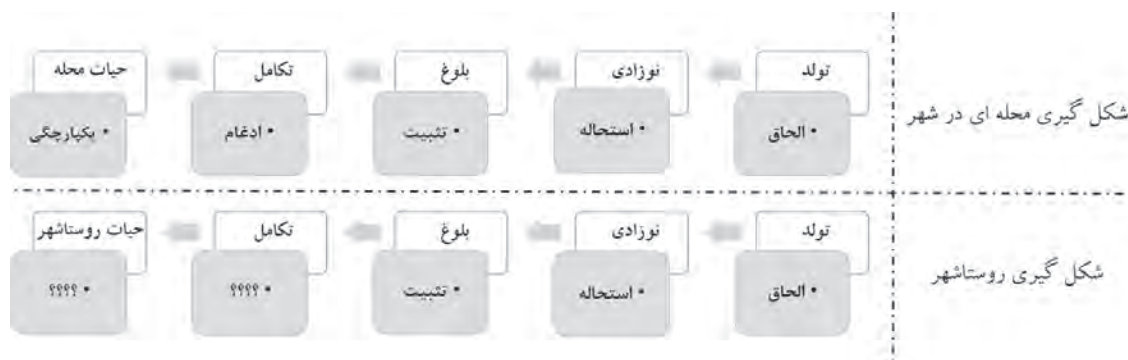 شکل گیری محله ای در شهر
تولد
• الحاق
نوزادی
• استحاله
بلوغ
• تثبیت
تکامل
• ادغام
حیات محله
• یکپارچگی
شکل گیری روستاشهر
تولد
• الحاق
نوزادی
• استحاله
بلوغ
• تثبیت
تکامل
• ؟؟؟؟
حیات روستاشهر
• ؟؟؟؟